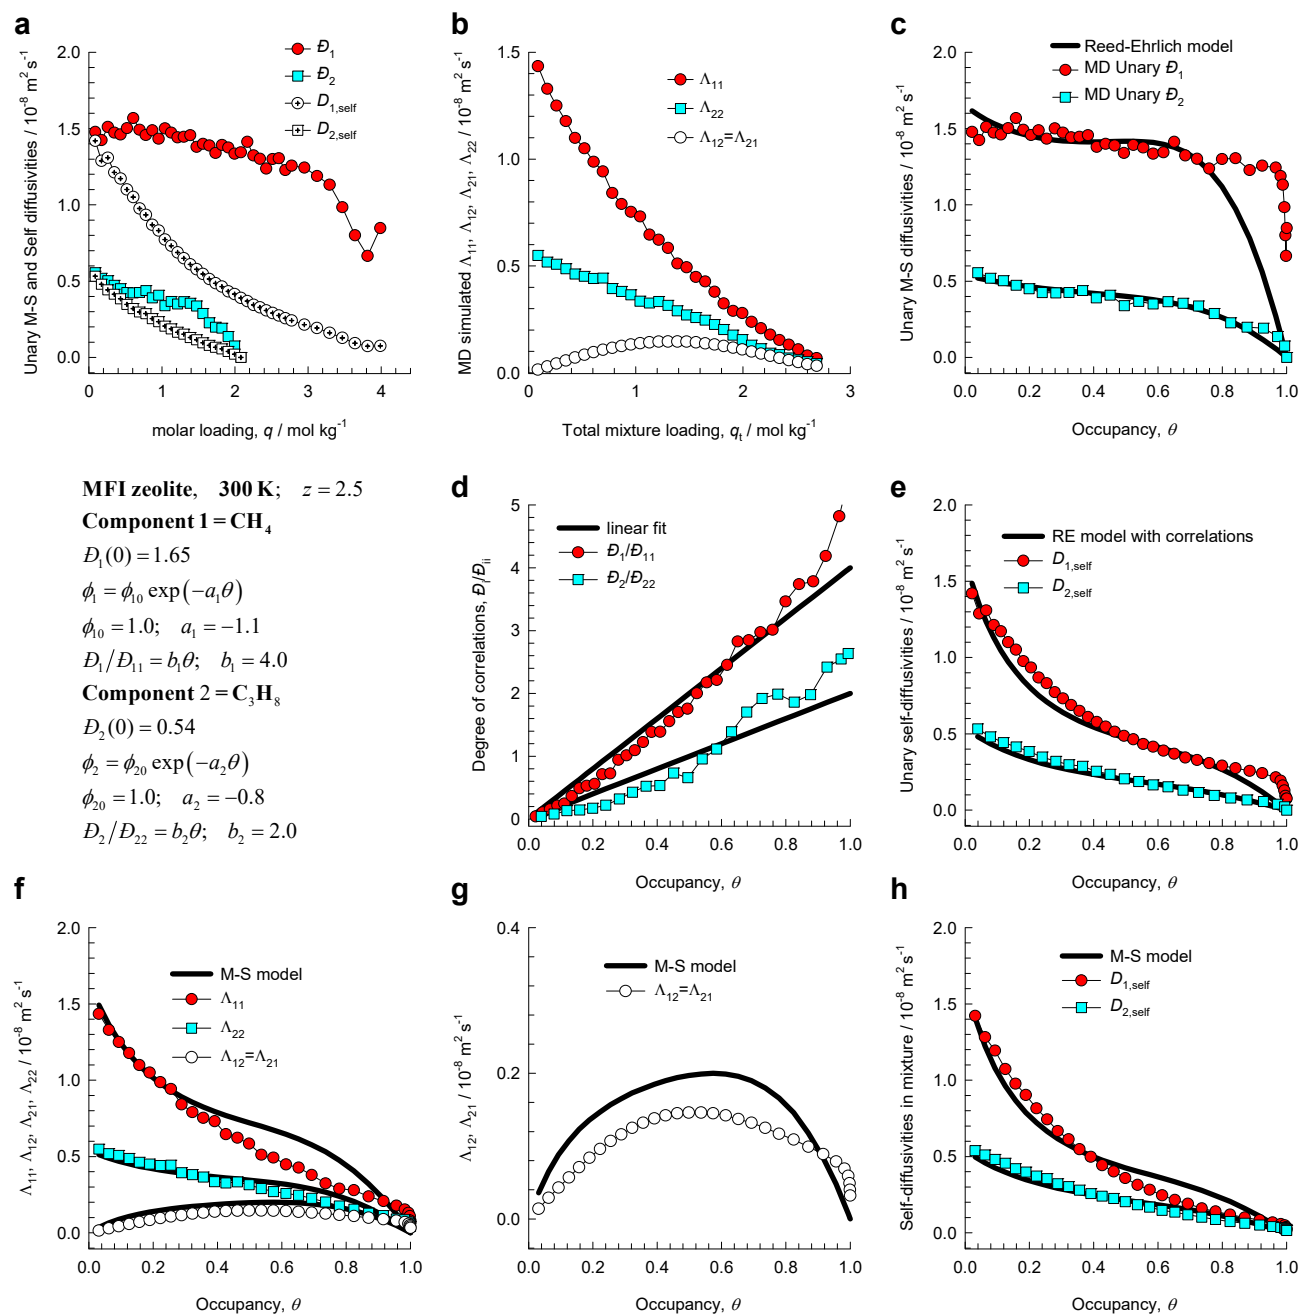 a
Unary M-S and Self diffusivities / 10⁻⁸ m² s⁻¹
2.0
1.5
1.0
0.5
0.0
0
1
2
3
4
molar loading, q / mol kg⁻¹
Đ₁
Đ₂
D₁,self
D₂,self
b
MD simulated Λ₁₁, Λ₁₂, Λ₂₁, Λ₂₂ / 10⁻⁸ m² s⁻¹
1.5
1.0
0.5
0.0
0
1
2
3
Total mixture loading, qₜ / mol kg⁻¹
Λ₁₁
Λ₂₂
Λ₁₂=Λ₂₁
c
Unary M-S diffusivities / 10⁻⁸ m² s⁻¹
2.0
1.5
1.0
0.5
0.0
0.0
0.2
0.4
0.6
0.8
1.0
Occupancy, θ
Reed-Ehrlich model
MD Unary Đ₁
MD Unary Đ₂
MFI zeolite, 300 K; z = 2.5
Component 1 = CH₄
Đ₁(0) = 1.65
ϕ₁ = ϕ₁₀ exp(−a₁θ)
ϕ₁₀ = 1.0; a₁ = −1.1
Đ₁/Đ₁₁ = b₁θ; b₁ = 4.0
Component 2 = C₃H₈
Đ₂(0) = 0.54
ϕ₂ = ϕ₂₀ exp(−a₂θ)
ϕ₂₀ = 1.0; a₂ = −0.8
Đ₂/Đ₂₂ = b₂θ; b₂ = 2.0
d
Degree of correlations, Đᵢ/Đᵢᵢ
5
4
3
2
1
0
0.0
0.2
0.4
0.6
0.8
1.0
Occupancy, θ
linear fit
Đ₁/Đ₁₁
Đ₂/Đ₂₂
e
Unary self-diffusivities / 10⁻⁸ m² s⁻¹
2.0
1.5
1.0
0.5
0.0
0.0
0.2
0.4
0.6
0.8
1.0
Occupancy, θ
RE model with correlations
D₁,self
D₂,self
f
Λ₁₁, Λ₁₂, Λ₂₁, Λ₂₂ / 10⁻⁸ m² s⁻¹
2.0
1.5
1.0
0.5
0.0
0.0
0.2
0.4
0.6
0.8
1.0
Occupancy, θ
M-S model
Λ₁₁
Λ₂₂
Λ₁₂=Λ₂₁
g
Λ₁₂, Λ₂₁ / 10⁻⁸ m² s⁻¹
0.4
0.2
0.0
0.0
0.2
0.4
0.6
0.8
1.0
Occupancy, θ
M-S model
Λ₁₂=Λ₂₁
h
Self-diffusivities in mixture / 10⁻⁸ m² s⁻¹
2.0
1.5
1.0
0.5
0.0
0.0
0.2
0.4
0.6
0.8
1.0
Occupancy, θ
M-S model
D₁,self
D₂,self